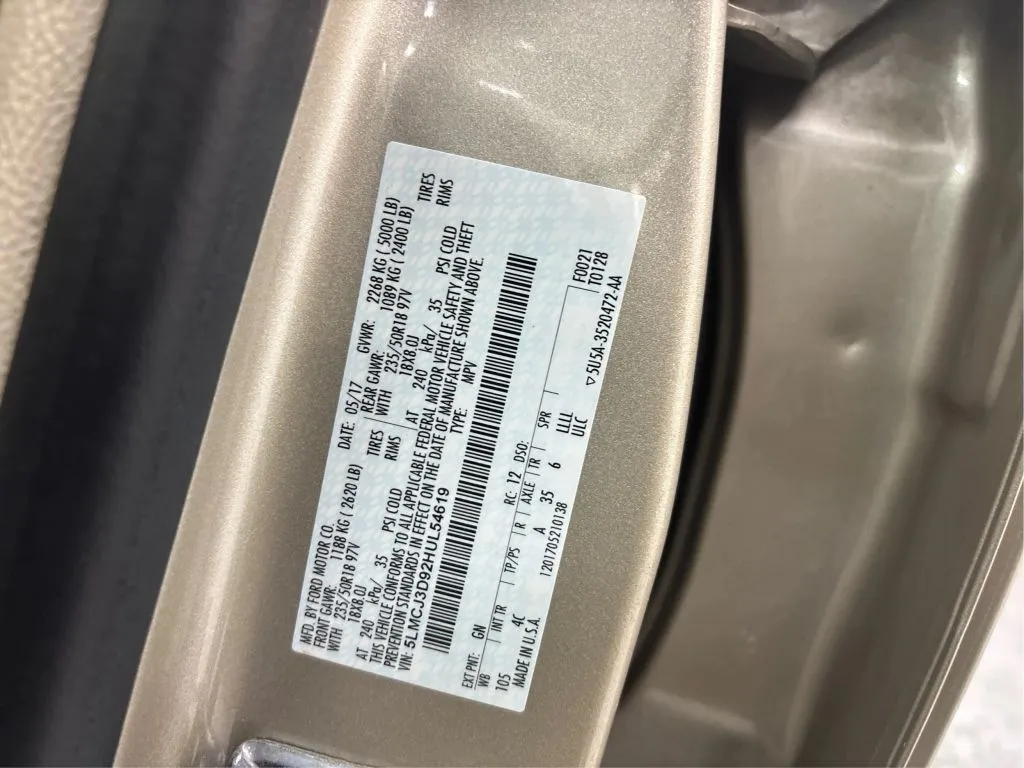 MFD. BY FORD MOTOR CO.
DATE: 05/17 GVWR: 2268 KG ( 5000 LB)
FRONT GAWR: 1188 KG ( 2620 LB) REAR GAWR: 1089 KG ( 2400 LB)
WITH 235/50R18 97V TIRES WITH 235/50R18 97V TIRES
18X8.0J RIMS 18X8.0J RIMS
AT 240 kPa/ 35 PSI COLD AT 240 kPa/ 35 PSI COLD
THIS VEHICLE CONFORMS TO ALL APPLICABLE FEDERAL MOTOR VEHICLE SAFETY AND THEFT
PREVENTION STANDARDS IN EFFECT ON THE DATE OF MANUFACTURE SHOWN ABOVE.
VIN: 5LMCJ3D92HUL54619 TYPE: MPV
EXT PNT: GN RC: 12 DSO: F0021
WB INT TR TP/PS R AXLE TR SPR T0128
105 4C A 35 6 LLLL
MADE IN U.S.A. 1201705210138 ULC ▽5U5A-3520472-AA